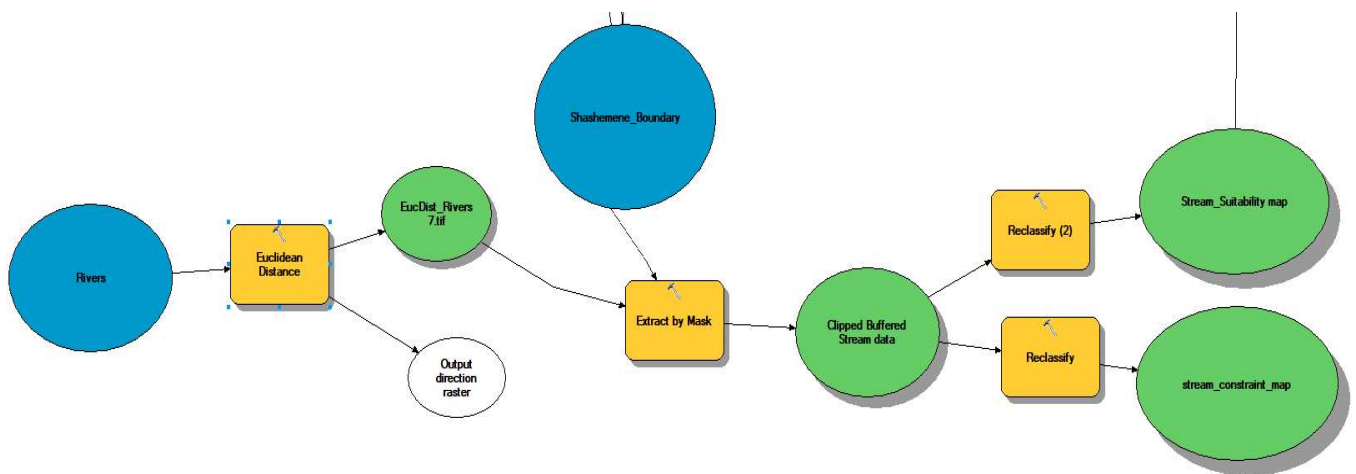 Rivers
Euclidean
Distance
EucDist_Rivers
7.tif
Output
direction
raster
Shashemene_Boundary
Extract by Mask
Clipped Buffered
Stream data
Reclassify (2)
Stream_Suitability map
Reclassify
stream_constraint_map